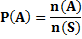 P(A) = n(A) / n(S)